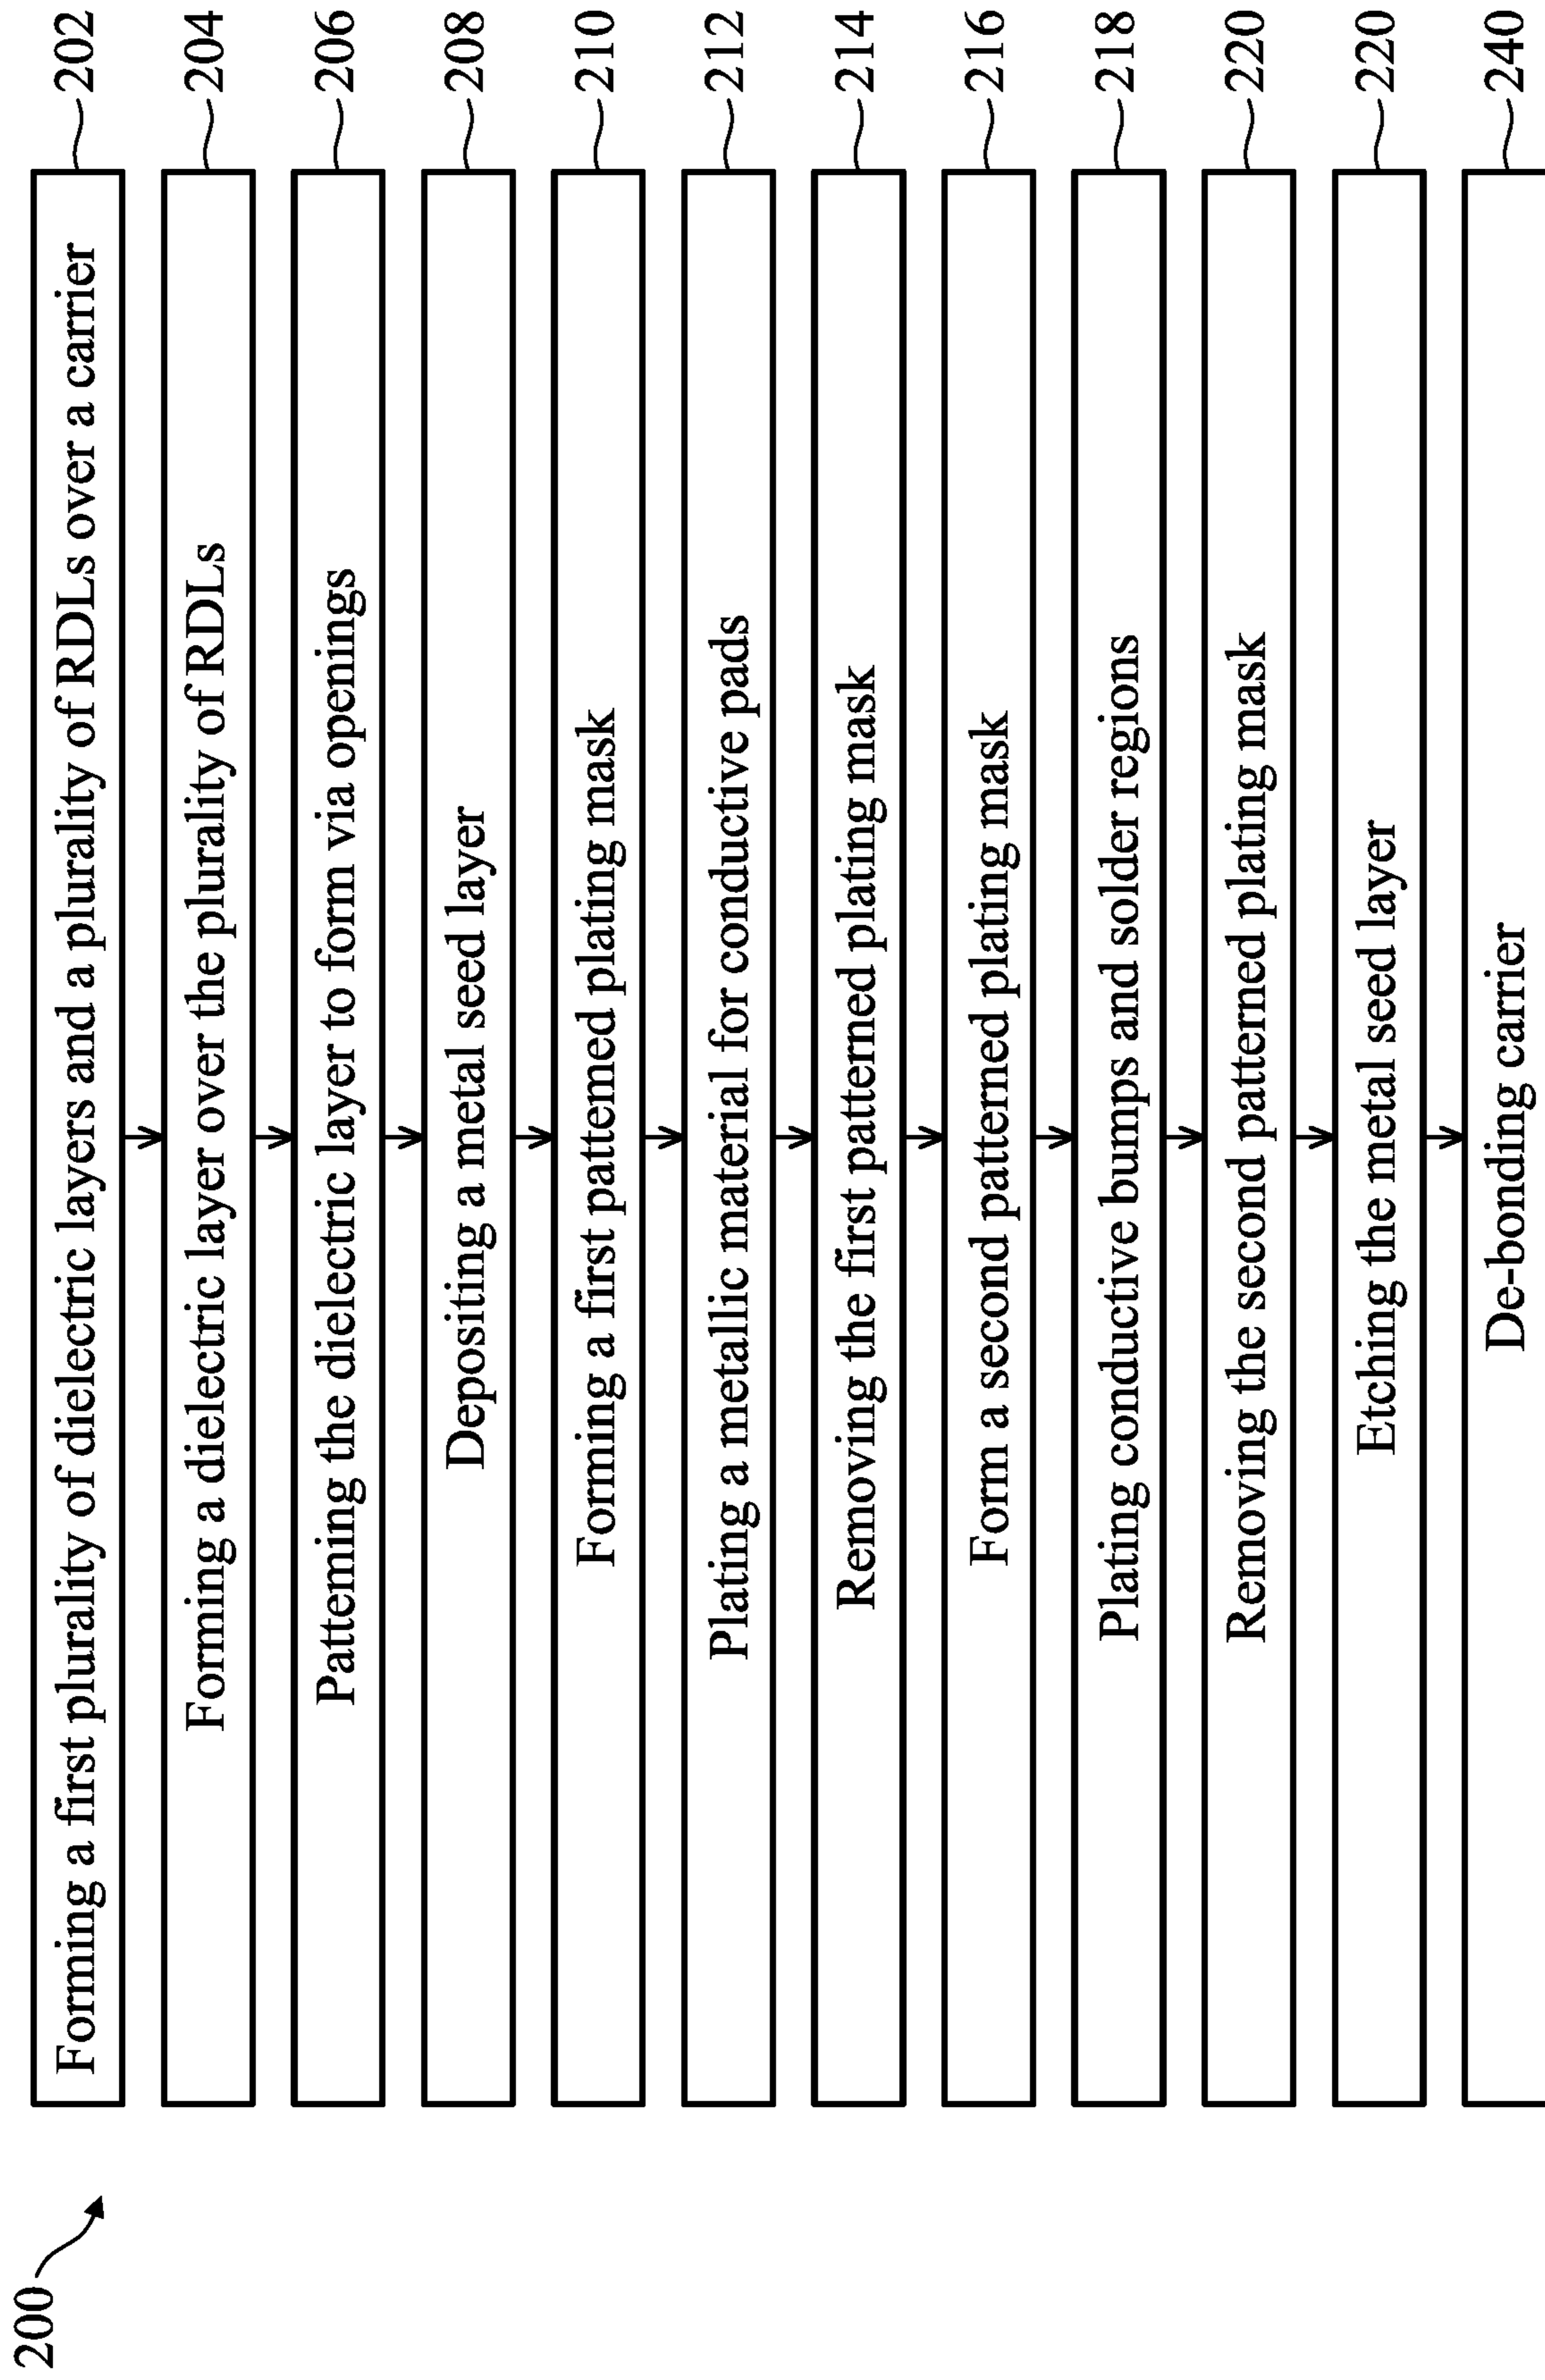 200
Forming a first plurality of dielectric layers and a plurality of RDLs over a carrier
202
Forming a dielectric layer over the plurality of RDLs
204
Patterning the dielectric layer to form via openings
206
Depositing a metal seed layer
208
Forming a first patterned plating mask
210
Plating a metallic material for conductive pads
212
Removing the first patterned plating mask
214
Form a second patterned plating mask
216
Plating conductive bumps and solder regions
218
Removing the second patterned plating mask
220
Etching the metal seed layer
220
De-bonding carrier
240